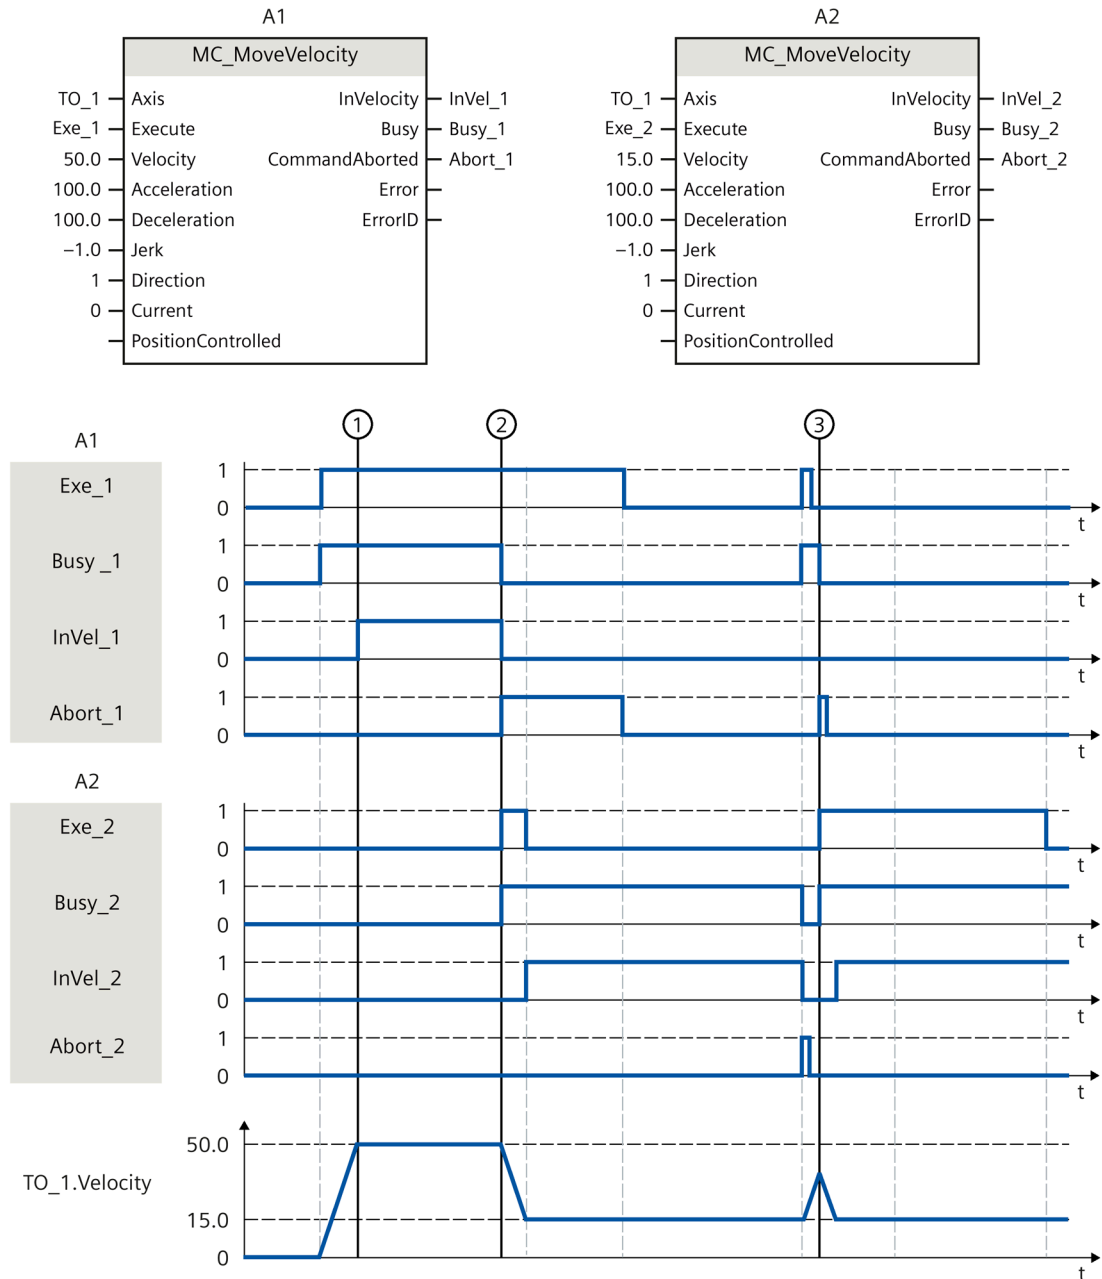 A1
MC_MoveVelocity
TO_1 Axis InVelocity InVel_1
Exe_1 Execute Busy Busy_1
50.0 Velocity CommandAborted Abort_1
100.0 Acceleration Error
100.0 Deceleration ErrorID
−1.0 Jerk
1 Direction
0 Current
PositionControlled
A2
MC_MoveVelocity
TO_1 Axis InVelocity InVel_2
Exe_2 Execute Busy Busy_2
15.0 Velocity CommandAborted Abort_2
100.0 Acceleration Error
100.0 Deceleration ErrorID
−1.0 Jerk
1 Direction
0 Current
PositionControlled
1 2 3
A1
Exe_1 1
0
t
Busy _1 1
0
t
InVel_1 1
0
t
Abort_1 1
0
t
A2
Exe_2 1
0
t
Busy_2 1
0
t
InVel_2 1
0
t
Abort_2 1
0
t
50.0
TO_1.Velocity
15.0
0
t